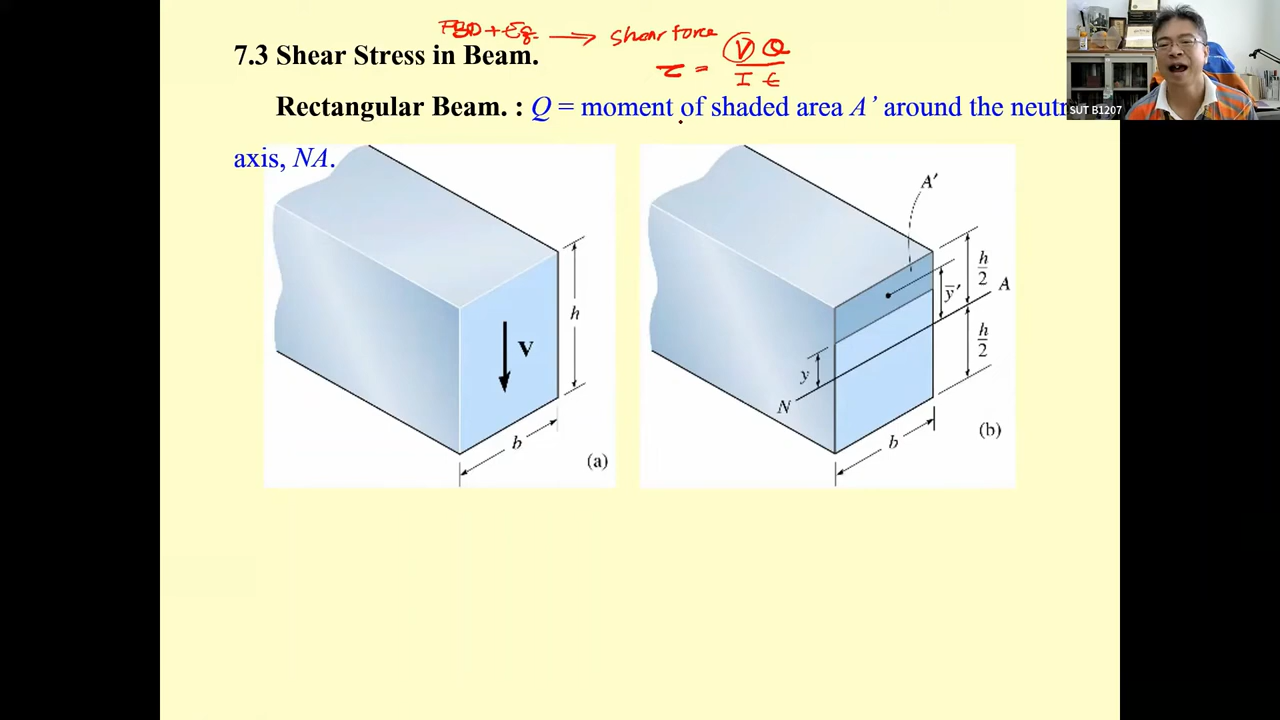 FBD + Eq. → shear force
τ = VQ / I t
7.3 Shear Stress in Beam.
Rectangular Beam. : Q = moment of shaded area A’ around the neutr
axis, NA.
SUT B1207
h
V
b
(a)
A′
h/2
y̅′
A
h/2
y
N
b
(b)